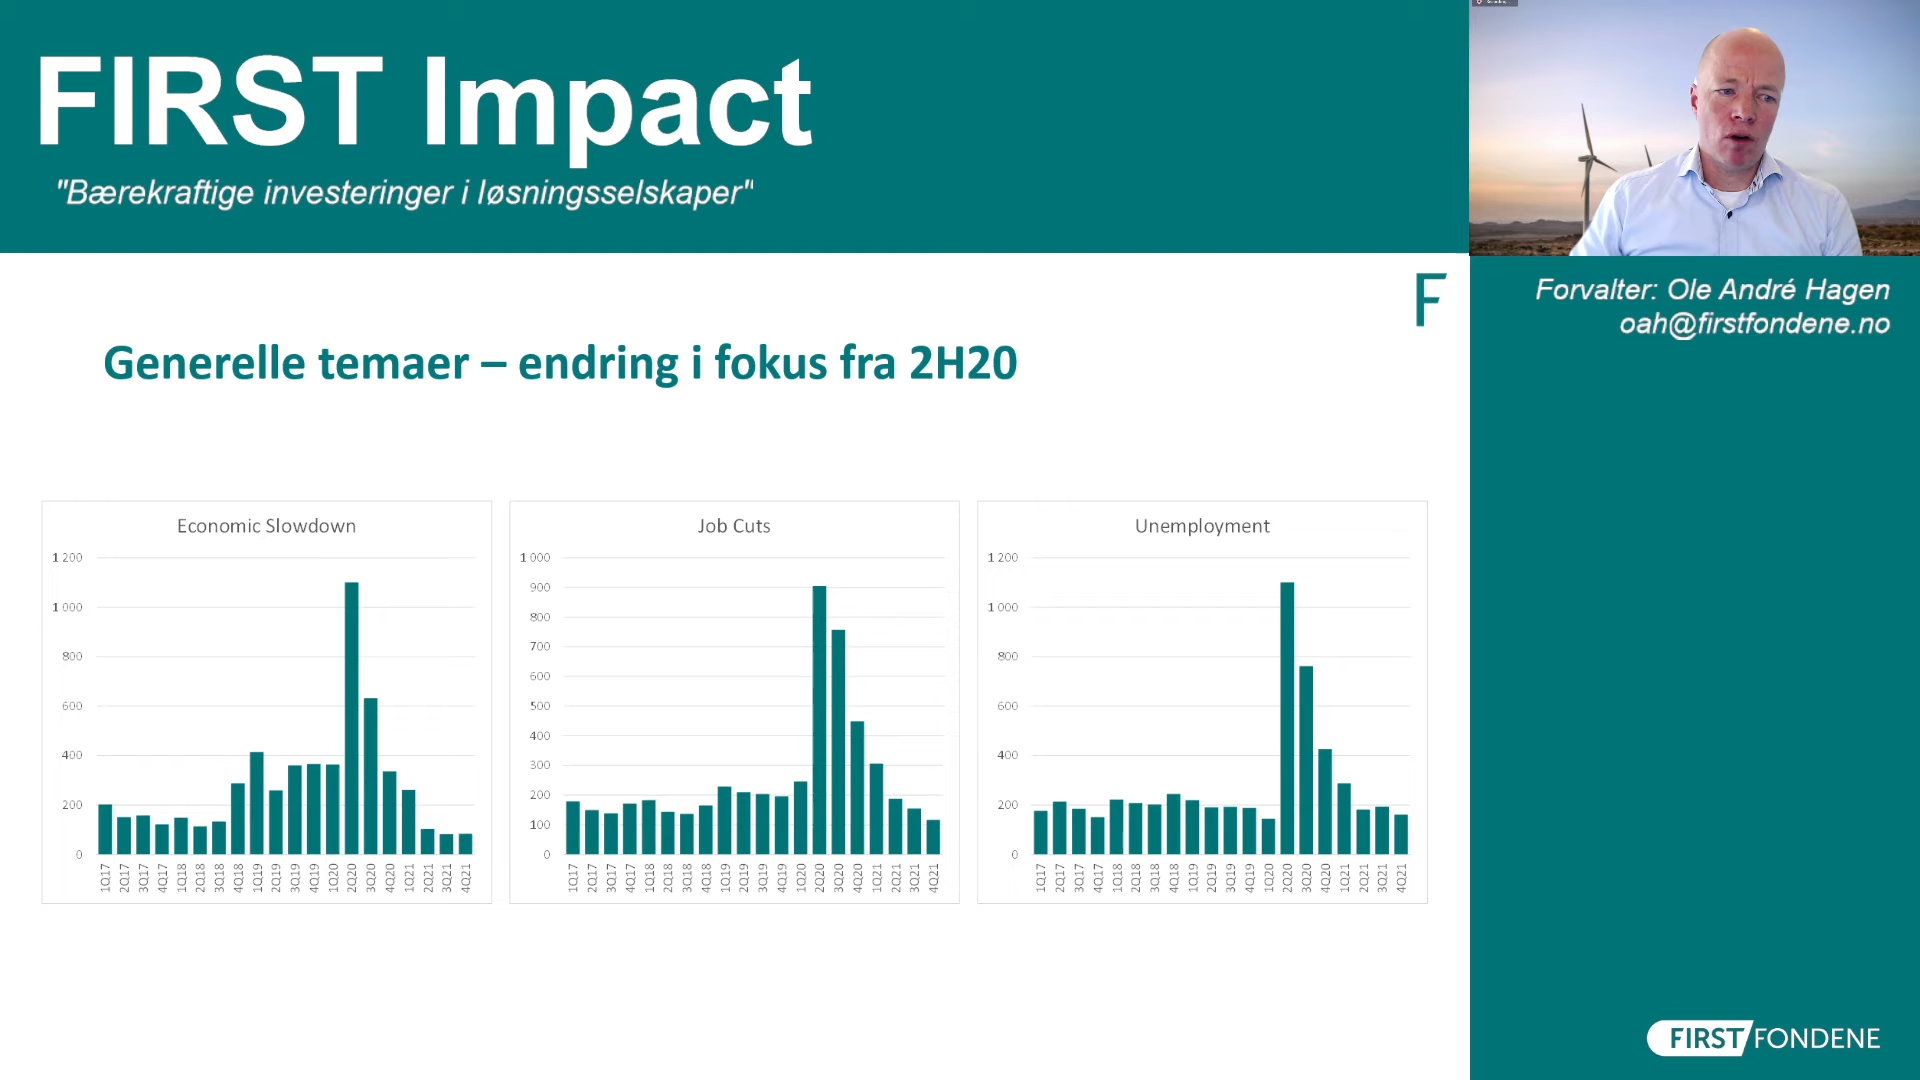 FIRST Impact
"Bærekraftige investeringer i løsningsselskaper"
Forvalter: Ole André Hagen
oah@firstfondene.no
F
Generelle temaer – endring i fokus fra 2H20
Economic Slowdown
1 200
1 000
800
600
400
200
0
1Q17 2Q17 3Q17 4Q17 1Q18 2Q18 3Q18 4Q18 1Q19 2Q19 3Q19 4Q19 1Q20 2Q20 3Q20 4Q20 1Q21 2Q21 3Q21 4Q21
Job Cuts
1 000
900
800
700
600
500
400
300
200
100
0
1Q17 2Q17 3Q17 4Q17 1Q18 2Q18 3Q18 4Q18 1Q19 2Q19 3Q19 4Q19 1Q20 2Q20 3Q20 4Q20 1Q21 2Q21 3Q21 4Q21
Unemployment
1 200
1 000
800
600
400
200
0
1Q17 2Q17 3Q17 4Q17 1Q18 2Q18 3Q18 4Q18 1Q19 2Q19 3Q19 4Q19 1Q20 2Q20 3Q20 4Q20 1Q21 2Q21 3Q21 4Q21
FIRST FONDENE